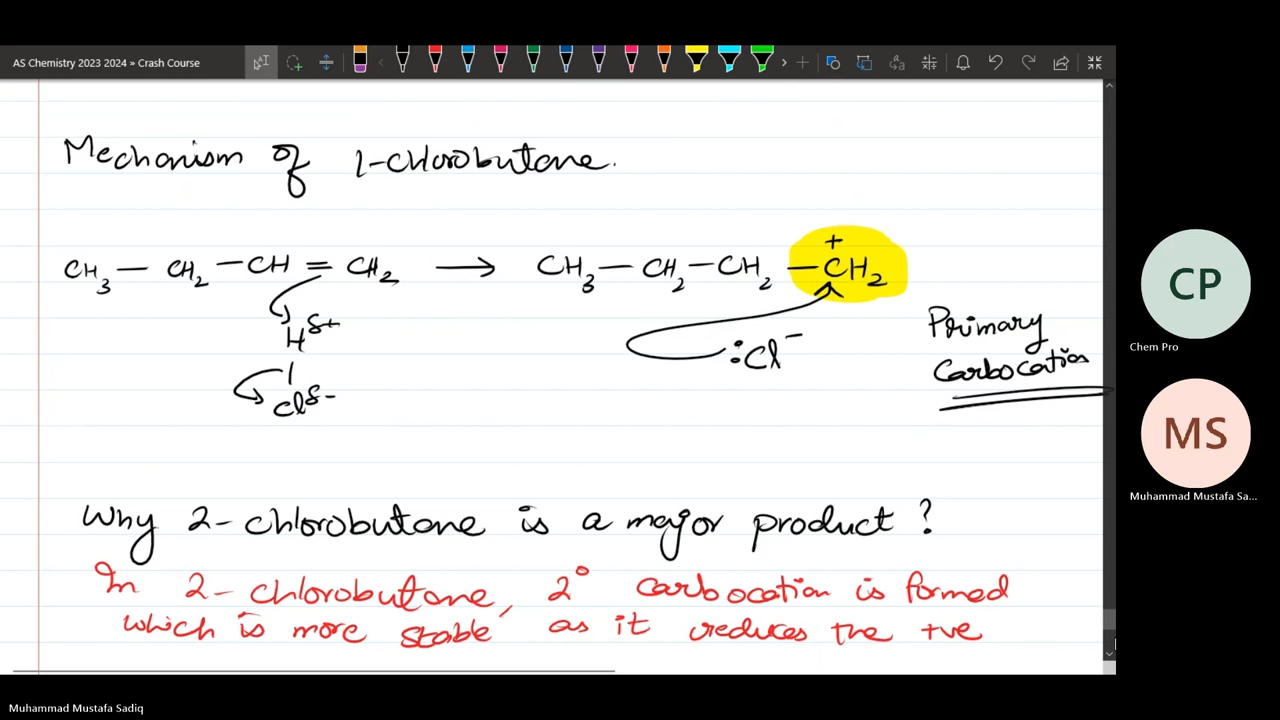 AS Chemistry 2023 2024 » Crash Course
Mechanism of 1-chlorobutane.
CH3 — CH2 — CH = CH2 → CH3 — CH2 — CH2 — C⁺H2
Hδ+
Clδ-
:Cl⁻
Primary
Carbocation
Why 2-chlorobutane is a major product?
In 2-chlorobutane, 2° carbocation is formed
which is more stable as it reduces the +ve
CP
Chem Pro
MS
Muhammad Mustafa Sa...
Muhammad Mustafa Sadiq